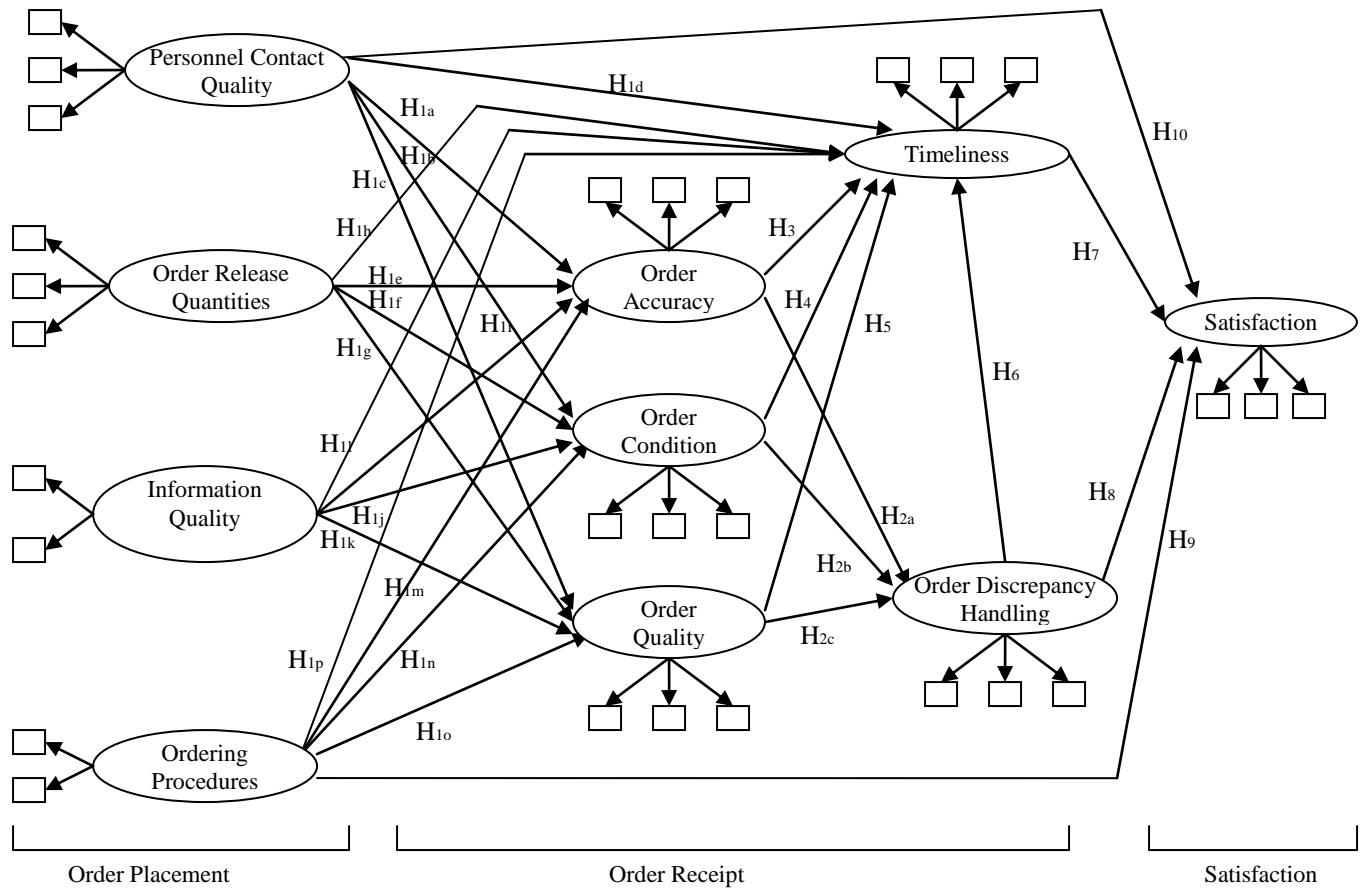 Personnel Contact
Quality
H1d
H1a
H10
H1b
Timeliness
H1c
H1h
H3
H7
Order Release
Quantities
H1e
H1f
Order
Accuracy
H4
H1i
H5
Satisfaction
H1g
H6
H1l
Order
Condition
Information
Quality
H1j
H1k
H2a
H8
H9
H2b
H1m
Order
Quality
Order Discrepancy
Handling
H2c
H1p
H1n
H1o
Ordering
Procedures
Order Placement
Order Receipt
Satisfaction